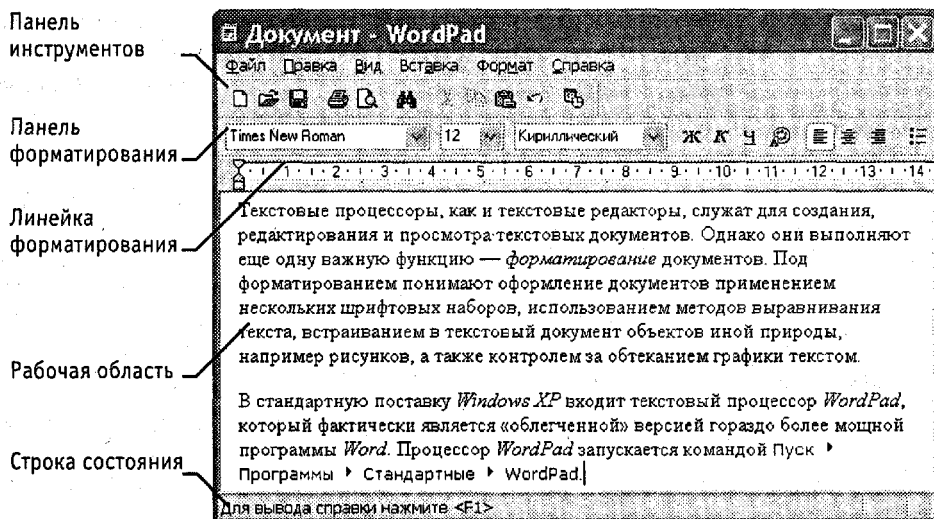 Панель
инструментов
Панель
форматирования
Линейка
форматирования
Рабочая область
Строка состояния
Документ - WordPad
Файл Правка Вид Вставка Формат Справка
Times New Roman 12 Кириллический Ж К Ч
1 2 3 4 5 6 7 8 9 10 11 12 13 14
Текстовые процессоры, как и текстовые редакторы, служат для создания,
редактирования и просмотра текстовых документов. Однако они выполняют
еще одну важную функцию — форматирование документов. Под
форматированием понимают оформление документов применением
нескольких шрифтовых наборов, использованием методов выравнивания
текста, встраиванием в текстовый документ объектов иной природы,
например рисунков, а также контролем за обтеканием графики текстом.
В стандартную поставку Windows XP входит текстовый процессор WordPad,
который фактически является «облегченной» версией гораздо более мощной
программы Word. Процессор WordPad запускается командой Пуск ▸
Программы ▸ Стандартные ▸ WordPad.
Для вывода справки нажмите <F1>